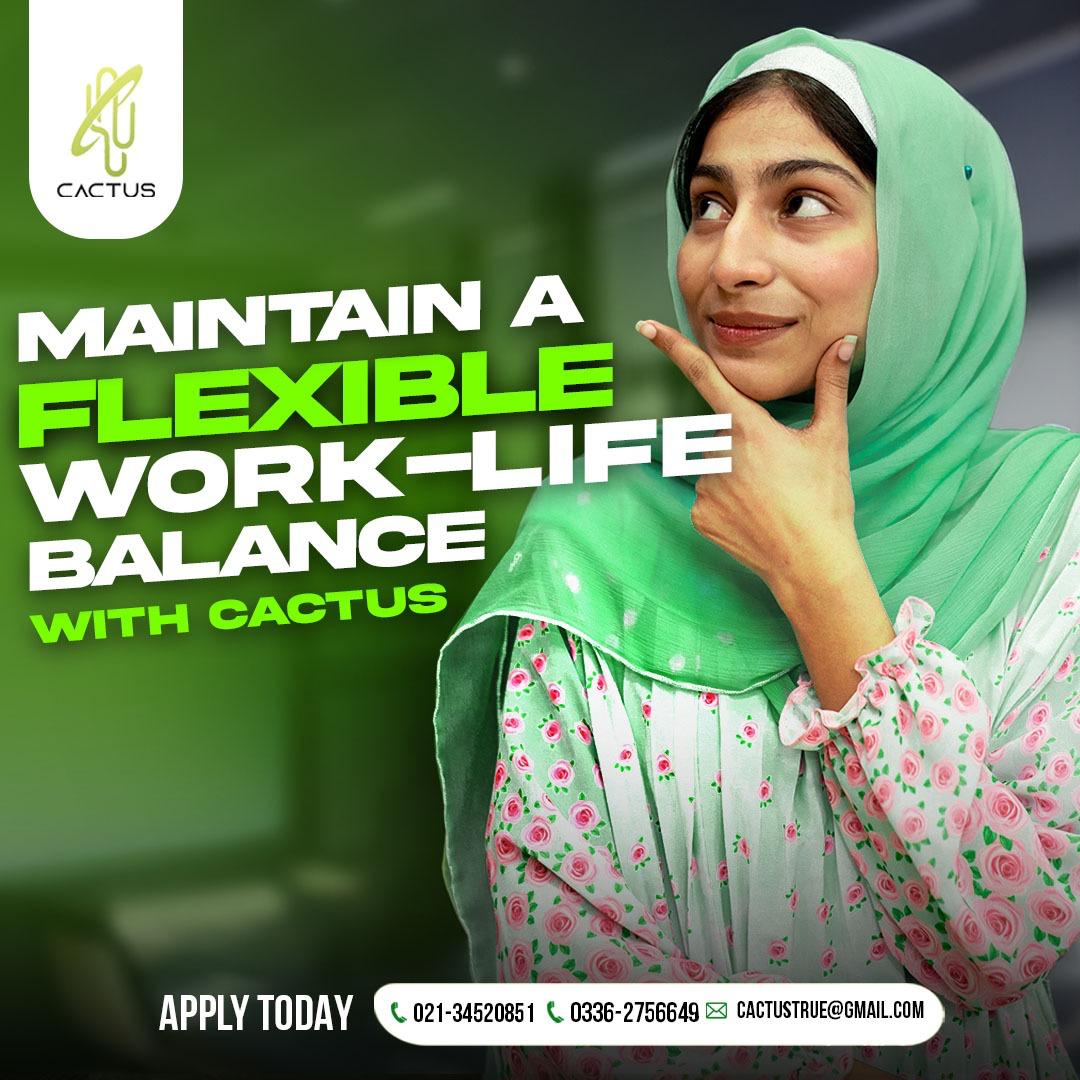 CACTUS
MAINTAIN A
FLEXIBLE
WORK-LIFE
BALANCE
WITH CACTUS
APPLY TODAY 021-34520851 0336-2756649 CACTUSTRUE@GMAIL.COM